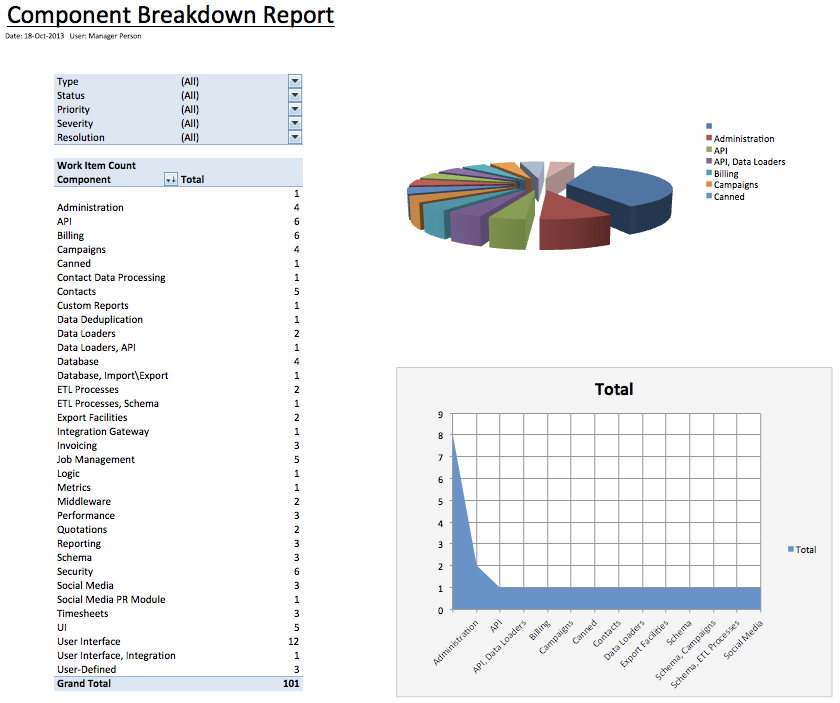 Component Breakdown Report
Date: 18-Oct-2013 User: Manager Person
Type (All)
Status (All)
Priority (All)
Severity (All)
Resolution (All)
Work Item Count
Component Total
1
Administration 4
API 6
Billing 6
Campaigns 4
Canned 1
Contact Data Processing 1
Contacts 5
Custom Reports 1
Data Deduplication 1
Data Loaders 2
Data Loaders, API 1
Database 4
Database, Import\Export 1
ETL Processes 2
ETL Processes, Schema 1
Export Facilities 2
Integration Gateway 1
Invoicing 3
Job Management 5
Logic 1
Metrics 1
Middleware 2
Performance 3
Quotations 2
Reporting 3
Schema 3
Security 6
Social Media 3
Social Media PR Module 1
Timesheets 3
UI 5
User Interface 12
User Interface, Integration 1
User-Defined 3
Grand Total 101
Administration
API
API, Data Loaders
Billing
Campaigns
Canned
Total
9
8
7
6
5
4
3
2
1
0
Administration
API
API, Data Loaders
Billing
Campaigns
Canned
Contacts
Data Loaders
Export Facilities
Schema
Schema, Campaigns
Schema, ETL Processes
Social Media
Total